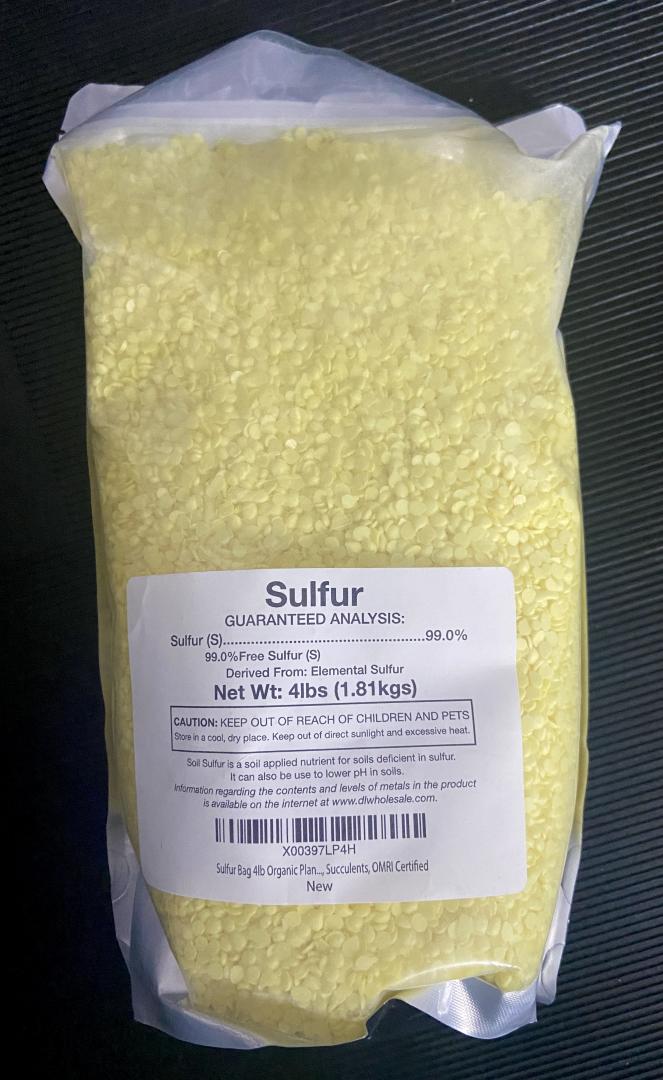 Sulfur
GUARANTEED ANALYSIS:
Sulfur (S)....................................................99.0%
99.0%Free Sulfur (S)
Derived From: Elemental Sulfur
Net Wt: 4lbs (1.81kgs)
CAUTION: KEEP OUT OF REACH OF CHILDREN AND PETS
Store in a cool, dry place. Keep out of direct sunlight and excessive heat.
Soil Sulfur is a soil applied nutrient for soils deficient in sulfur.
It can also be use to lower pH in soils.
Information regarding the contents and levels of metals in the product
is available on the internet at www.dlwholesale.com.
X00397LP4H
Sulfur Bag 4lb Organic Plan..., Succulents, OMRI Certified
New